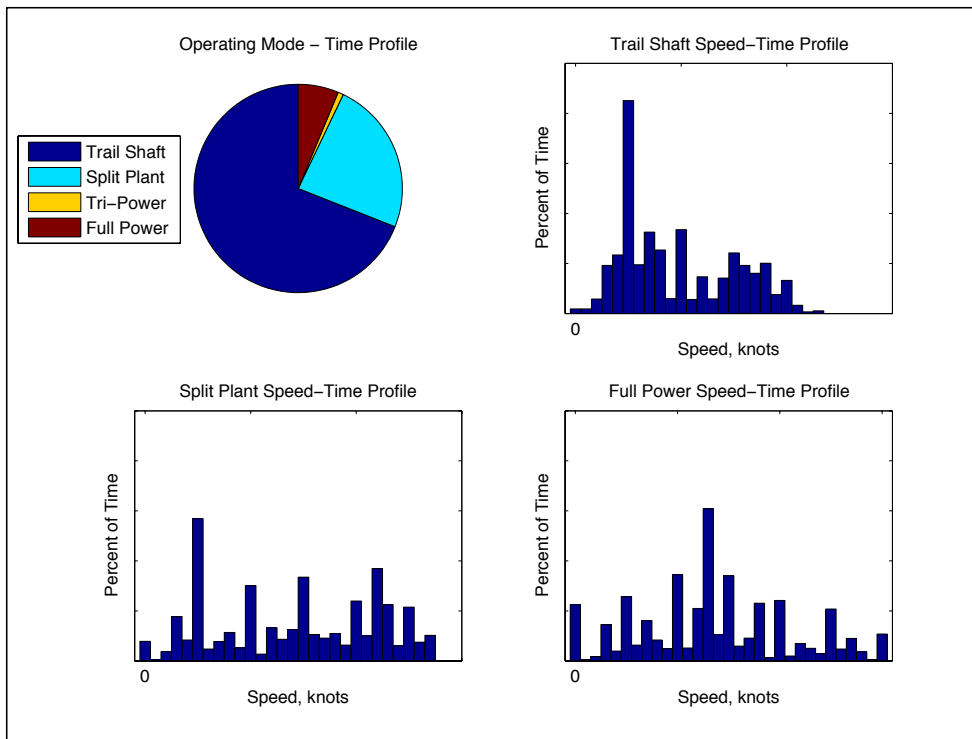 Operating Mode – Time Profile
Trail Shaft
Split Plant
Tri–Power
Full Power
Trail Shaft Speed–Time Profile
Percent of Time
0
Speed, knots
Split Plant Speed–Time Profile
Percent of Time
0
Speed, knots
Full Power Speed–Time Profile
Percent of Time
0
Speed, knots